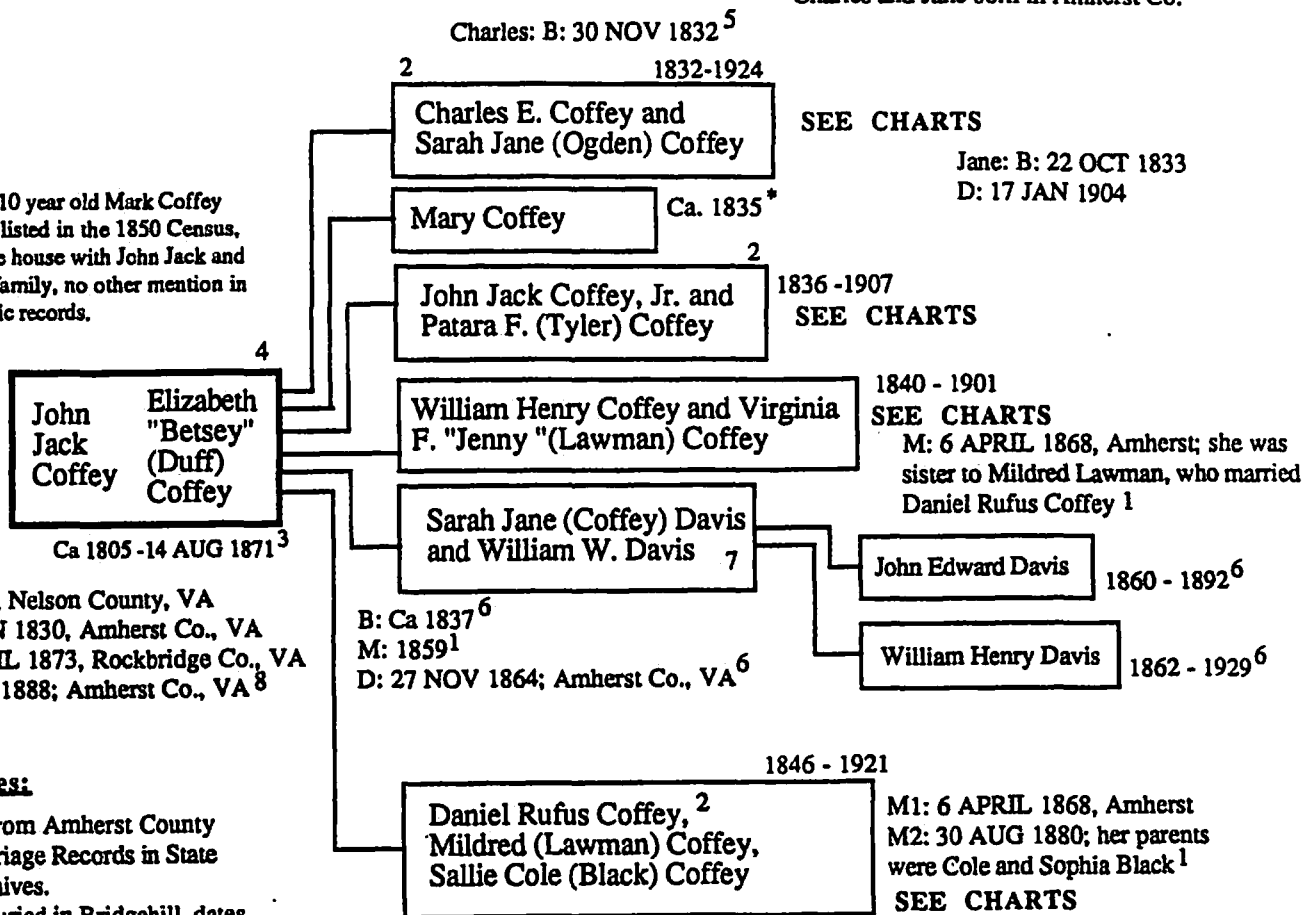 Charles: B: 30 NOV 1832 5
2 1832-1924
Charles E. Coffey and
Sarah Jane (Ogden) Coffey
SEE CHARTS
Jane: B: 22 OCT 1833
D: 17 JAN 1904
10 year old Mark Coffey
listed in the 1850 Census,
house with John Jack and
family, no other mention in
records.
Mary Coffey
Ca. 1835*
2
John Jack Coffey, Jr. and
Patara F. (Tyler) Coffey
1836 -1907
SEE CHARTS
4
John
Jack
Coffey
Elizabeth
"Betsey"
(Duff)
Coffey
Ca 1805 -14 AUG 1871 3
William Henry Coffey and Virginia
F. "Jenny "(Lawman) Coffey
1840 - 1901
SEE CHARTS
M: 6 APRIL 1868, Amherst; she was
sister to Mildred Lawman, who married
Daniel Rufus Coffey 1
Sarah Jane (Coffey) Davis
and William W. Davis 7
B: Ca 1837 6
M: 1859 1
D: 27 NOV 1864; Amherst Co., VA 6
John Edward Davis
1860 - 1892 6
William Henry Davis
1862 - 1929 6
, Nelson County, VA
1830, Amherst Co., VA
1873, Rockbridge Co., VA
1888; Amherst Co., VA 8
1846 - 1921
Daniel Rufus Coffey, 2
Mildred (Lawman) Coffey,
Sallie Cole (Black) Coffey
M1: 6 APRIL 1868, Amherst
M2: 30 AUG 1880; her parents
were Cole and Sophia Black 1
SEE CHARTS
from Amherst County
Records in State
in Bridgehill, dates